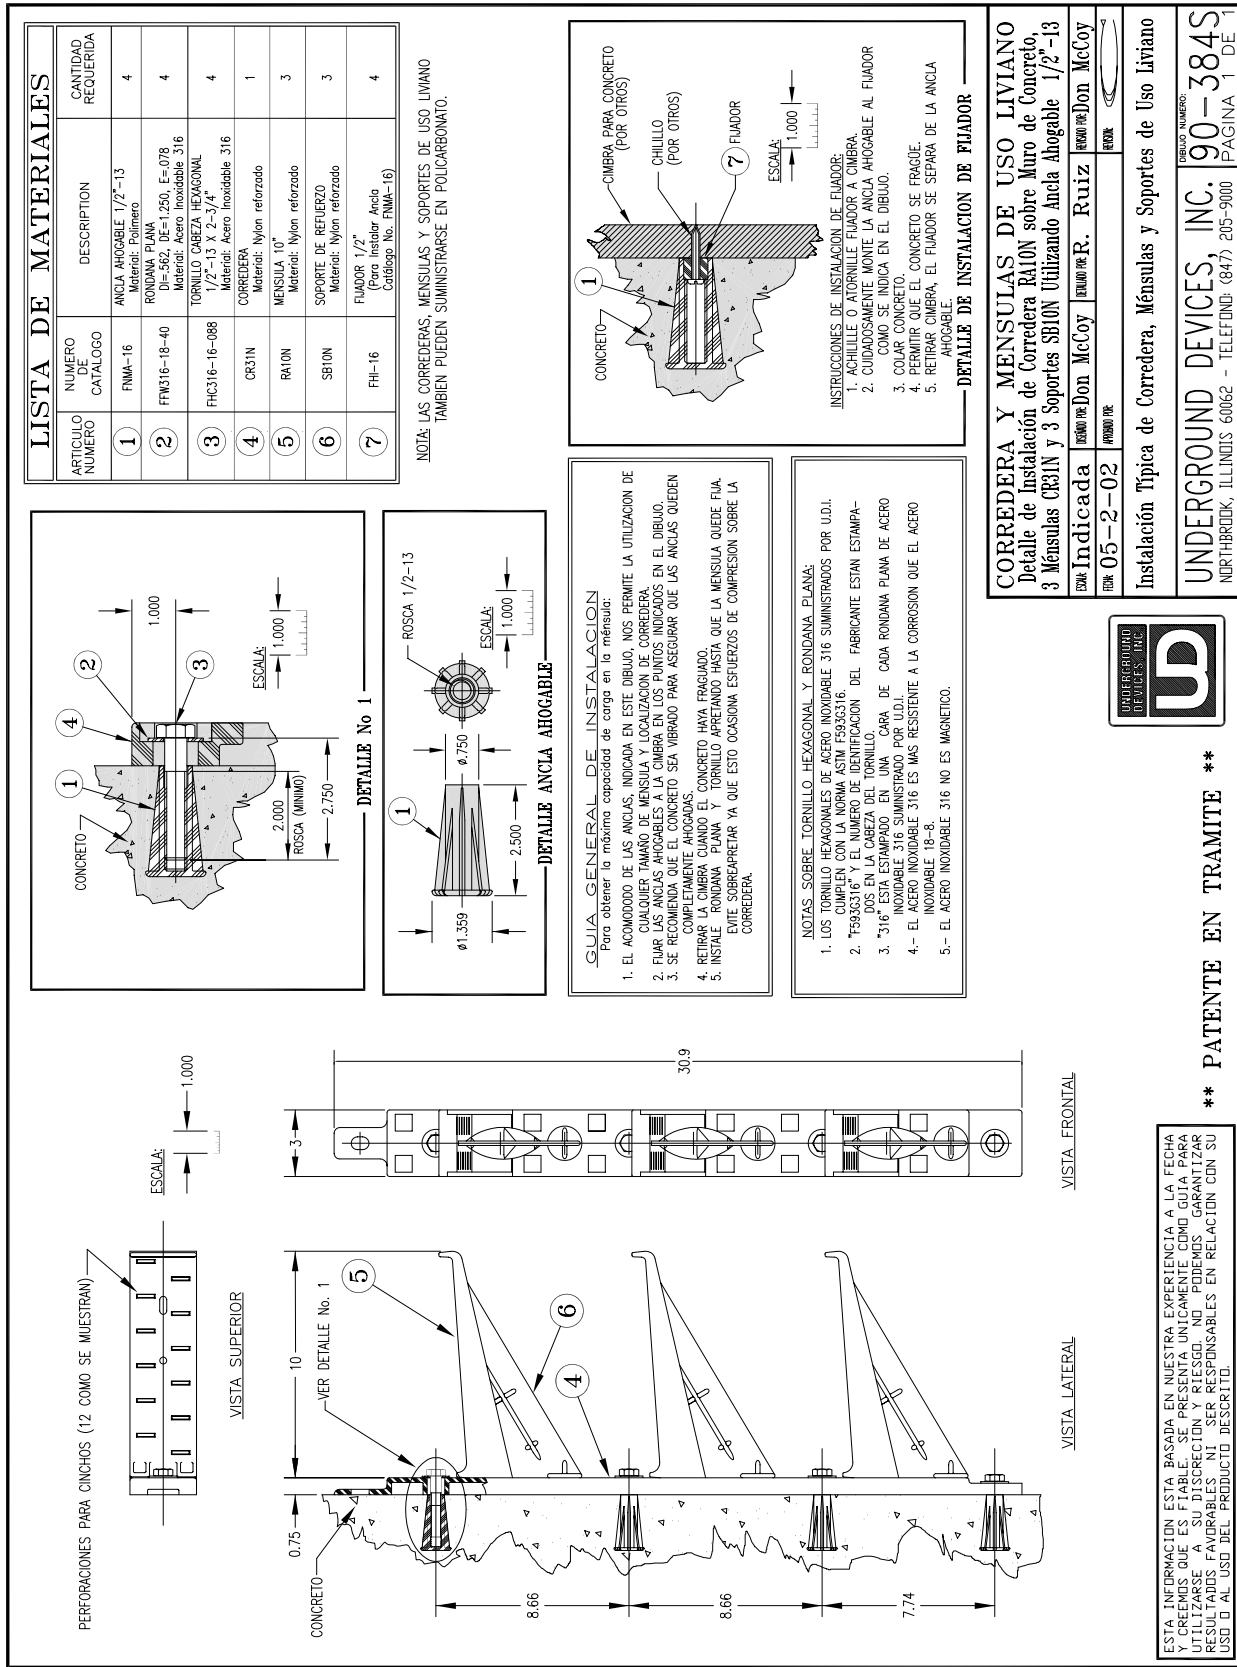 PERFORACIONES PARA CINCHOS (12 COMO SE MUESTRAN)
VISTA SUPERIOR
ESCALA:
1.000
CONCRETO
0.75
10
VER DETALLE No. 1
5
6
4
8.66
8.66
7.74
VISTA LATERAL
3
30.9
VISTA FRONTAL
CONCRETO
1
4
2
3
1.000
ESCALA:
1.000
2.000
ROSCA (MINIMO)
2.750
DETALLE No 1
1
ø1.359
ø.750
2.500
ROSCA 1/2-13
ESCALA:
1.000
DETALLE ANCLA AHOGABLE
LISTA DE MATERIALES
ARTICULO NUMERO
NUMERO DE CATALOGO
DESCRIPTION
CANTIDAD REQUERIDA
1
FNMA-16
ANCLA AHOGABLE 1/2"-13
Material: Polimero
4
2
FFW316-18-40
RONDANA PLANA
DI=.562, DE=1.250, E=.078
Material: Acero Inoxidable 316
4
3
FHC316-16-088
TORNILLO CABEZA HEXAGONAL
1/2"-13 X 2-3/4"
Material: Acero Inoxidable 316
4
4
CR31N
CORREDERA
Material: Nylon reforzado
1
5
RA10N
MENSULA 10"
Material: Nylon reforzado
3
6
SB10N
SOPORTE DE REFUERZO
Material: Nylon reforzado
3
7
FHI-16
FIJADOR 1/2"
(Para Instalar Ancla
Catálogo No. FNMA-16)
4
NOTA: LAS CORREDERAS, MENSULAS Y SOPORTES DE USO LIVIANO
TAMBIEN PUEDEN SUMINISTRARSE EN POLICARBONATO.
GUIA GENERAL DE INSTALACION
Para obtener la máxima capacidad de carga en la ménsula:
1. EL ACOMODODO DE LAS ANCLAS, INDICADA EN ESTE DIBUJO, NOS PERMITE LA UTILIZACION DE
CUALQUIER TAMAÑO DE MENSULA Y LOCALIZACION DE CORREDERA.
2. FIJAR LAS ANCLAS AHOGABLES A LA CIMBRA EN LOS PUNTOS INDICADOS EN EL DIBUJO.
3. SE RECOMIENDA QUE EL CONCRETO SEA VIBRADO PARA ASEGURAR QUE LAS ANCLAS QUEDEN
COMPLETAMENTE AHOGADAS.
4. RETIRAR LA CIMBRA CUANDO EL CONCRETO HAYA FRAGUADO.
5. INSTALE RONDANA PLANA Y TORNILLO APRETANDO HASTA QUE LA MENSULA QUEDE FIJA.
EVITE SOBREAPRETAR YA QUE ESTO OCASIONA ESFUERZOS DE COMPRESION SOBRE LA
CORREDERA.
CONCRETO
1
CIMBRA PARA CONCRETO
(POR OTROS)
CHILILLO
(POR OTROS)
7
FIJADOR
ESCALA:
1.000
INSTRUCCIONES DE INSTALACION DE FIJADOR:
1. ACHILILLE O ATORNILLE FIJADOR A CIMBRA.
2. CUIDADOSAMENTE MONTE LA ANCLA AHOGABLE AL FIJADOR
COMO SE INDICA EN EL DIBUJO.
3. COLAR CONCRETO.
4. PERMITIR QUE EL CONCRETO SE FRAGÜE.
5. RETIRAR CIMBRA, EL FIJADOR SE SEPARA DE LA ANCLA
AHOGABLE.
DETALLE DE INSTALACION DE FIJADOR
NOTAS SOBRE TORNILLO HEXAGONAL Y RONDANA PLANA:
1. LOS TORNILLO HEXAGONALES DE ACERO INOXIDABLE 316 SUMINISTRADOS POR U.D.I.
CUMPLEN CON LA NORMA ASTM F593G316.
2. "F593G316" Y EL NUMERO DE IDENTIFICACION DEL FABRICANTE ESTAN ESTAMPA-
DOS EN LA CABEZA DEL TORNILLO.
3. "316" ESTA ESTAMPADO EN UNA CARA DE CADA RONDANA PLANA DE ACERO
INOXIDABLE 316 SUMINISTRADO POR U.D.I.
4.- EL ACERO INOXIDABLE 316 ES MAS RESISTENTE A LA CORROSION QUE EL ACERO
INOXIDABLE 18-8.
5.- EL ACERO INOXIDABLE 316 NO ES MAGNETICO.
ESTA INFORMACION ESTA BASADA EN NUESTRA EXPERIENCIA A LA FECHA
Y CREEMOS QUE ES FIABLE. SE PRESENTA UNICAMENTE COMO GUIA PARA
UTILIZARSE A SU DISCRECION Y RIESGO. NO PODEMOS GARANTIZAR
RESULTADOS FAVORABLES NI SER RESPONSABLES EN RELACION CON SU
USO O AL USO DEL PRODUCTO DESCRITO.
** PATENTE EN TRAMITE **
UNDERGROUND
DEVICES, INC.
UD
CORREDERA Y MENSULAS DE USO LIVIANO
Detalle de Instalación de Corredera RA10N sobre Muro de Concreto,
3 Ménsulas CR31N y 3 Soportes SB10N Utilizando Ancla Ahogable 1/2"-13
ESCALA: Indicada
DISEÑADO POR: Don McCoy
DETALLADO POR: R. Ruiz
REVISADO POR: Don McCoy
FECHA: 05-2-02
APROBADO POR:
REVISION:
Instalación Típica de Corredera, Ménsulas y Soportes de Uso Liviano
UNDERGROUND DEVICES, INC.
NORTHBROOK, ILLINOIS 60062 - TELEFONO: (847) 205-9000
DIBUJO NUMERO:
90-384S
PAGINA 1 DE 1